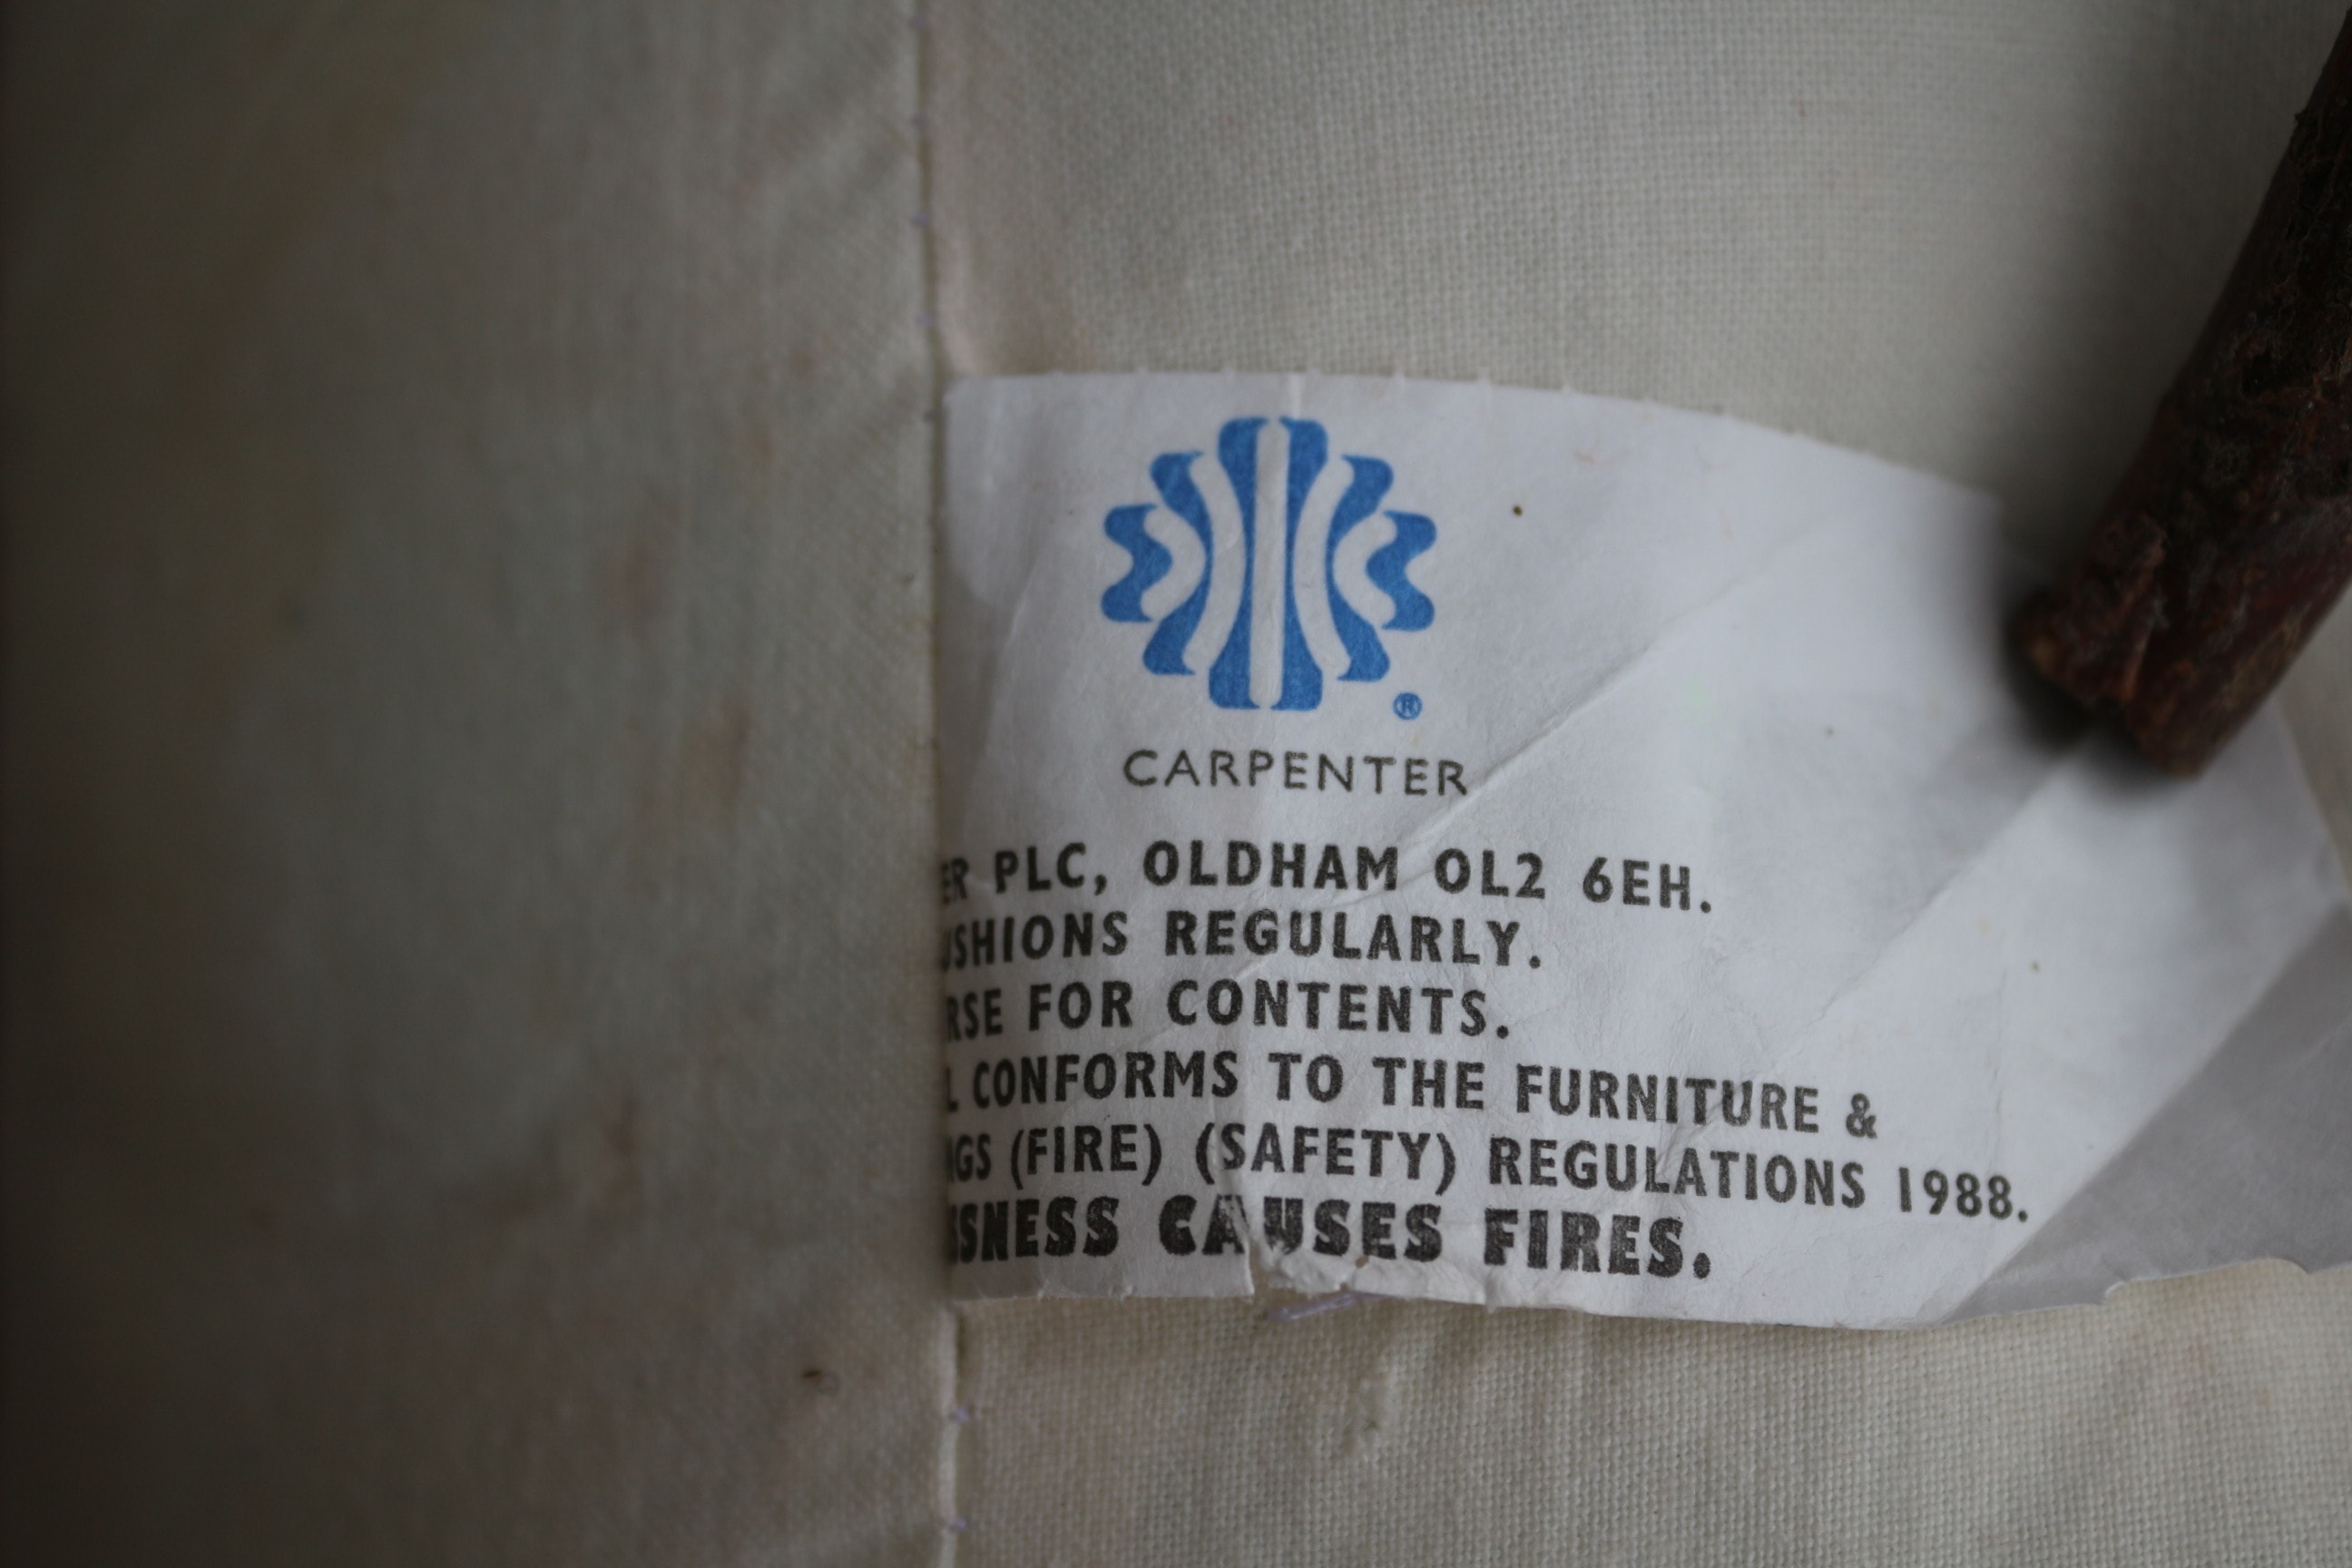 ®
CARPENTER
ER PLC, OLDHAM OL2 6EH.
USHIONS REGULARLY.
RSE FOR CONTENTS.
L CONFORMS TO THE FURNITURE &
NGS (FIRE) (SAFETY) REGULATIONS 1988.
SSNESS CAUSES FIRES.